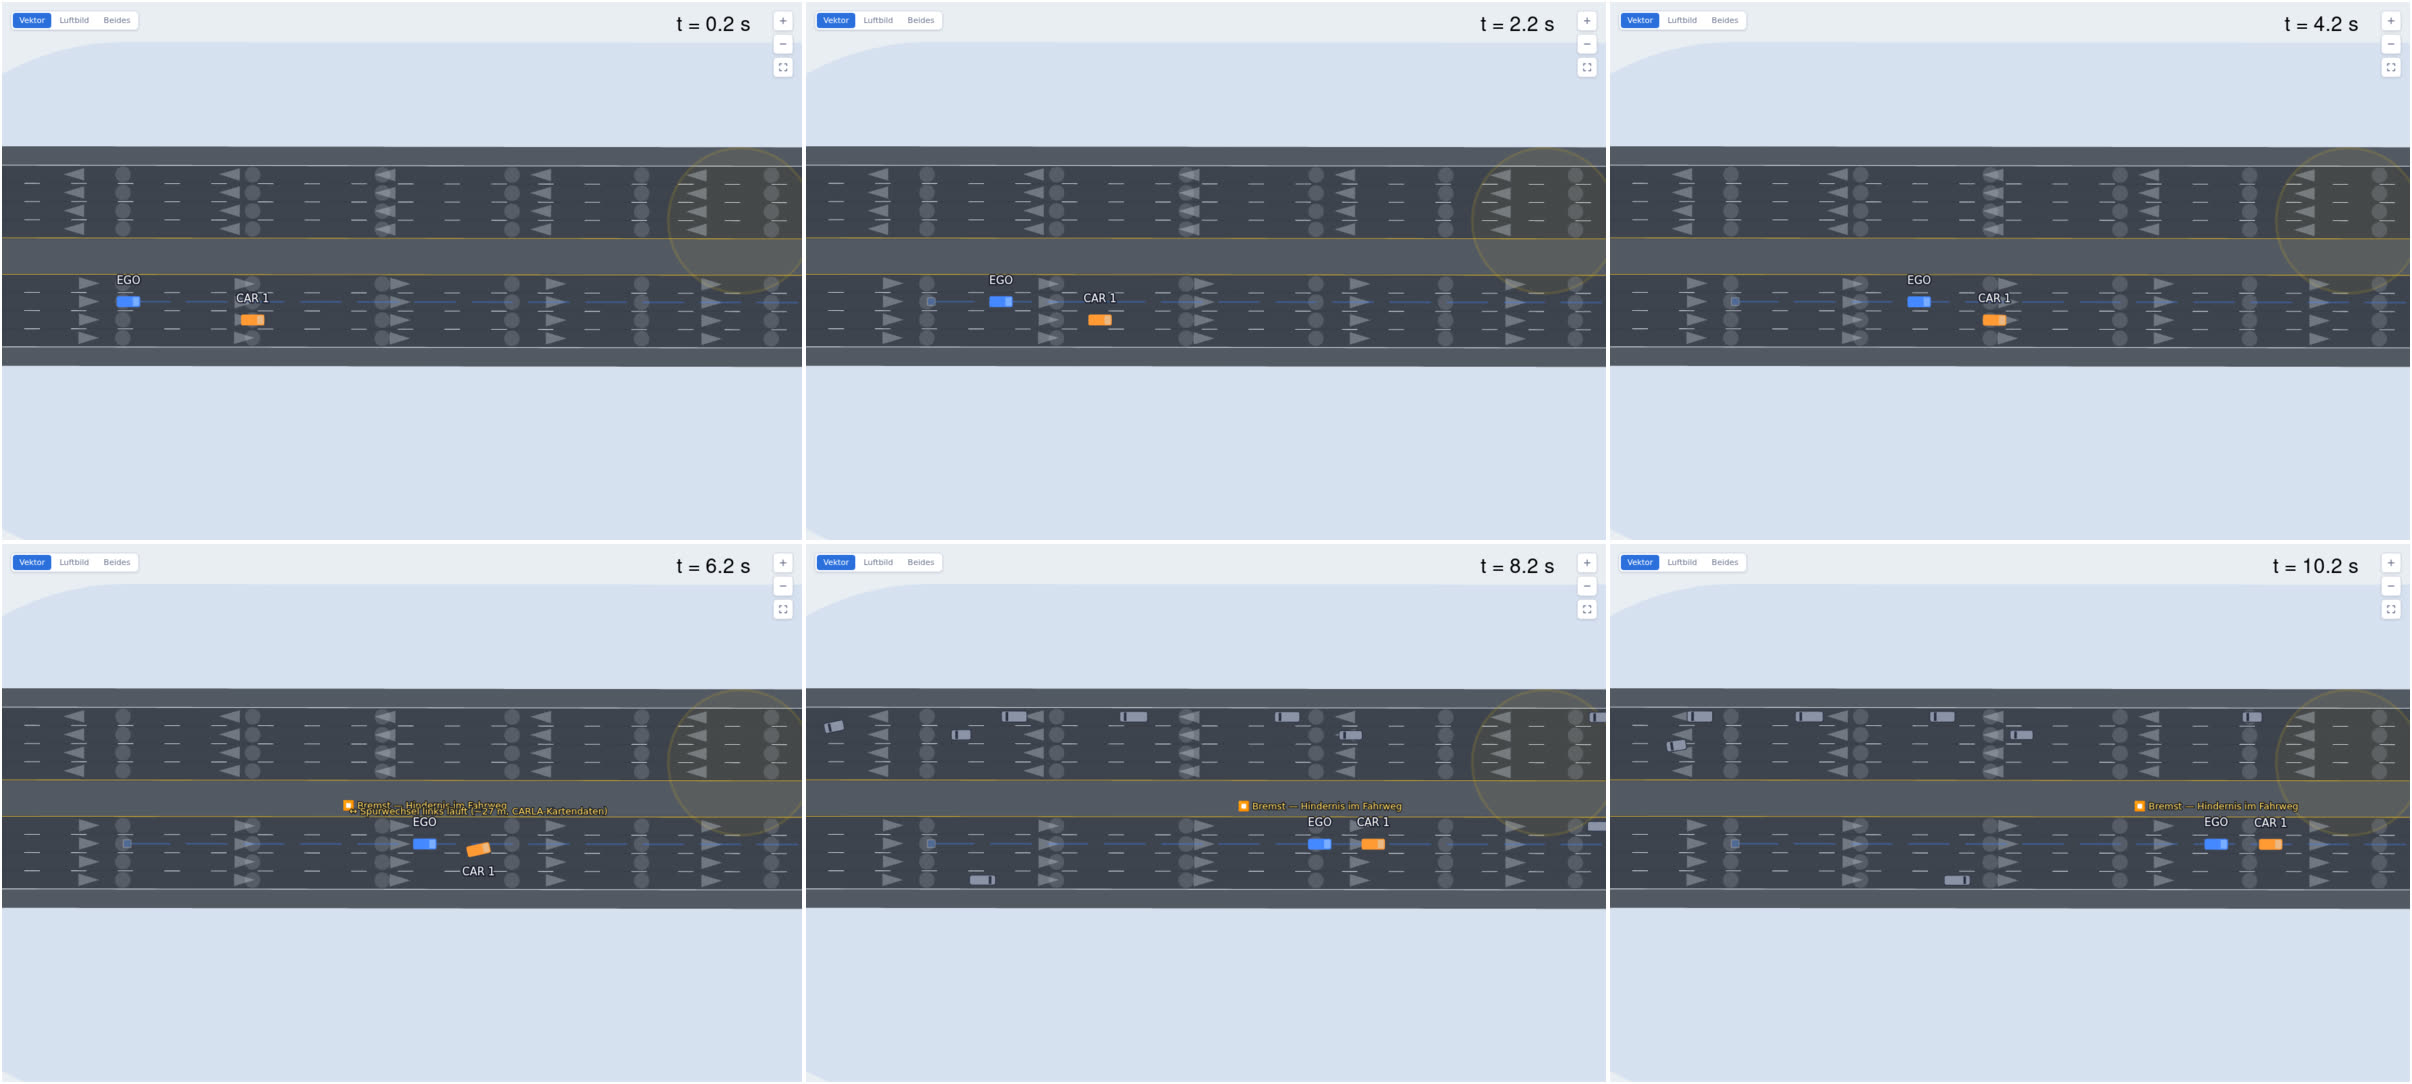 Vektor Luftbild Beides
t = 0.2 s
+
−
EGO
CAR 1
Vektor Luftbild Beides
t = 2.2 s
+
−
EGO
CAR 1
Vektor Luftbild Beides
t = 4.2 s
+
−
EGO
CAR 1
Vektor Luftbild Beides
t = 6.2 s
+
−
Bremst — Hindernis im Fahrweg
Spurwechsel links läuft (~27 m, CARLA-Kartendaten)
EGO
CAR 1
Vektor Luftbild Beides
t = 8.2 s
+
−
Bremst — Hindernis im Fahrweg
EGO CAR 1
Vektor Luftbild Beides
t = 10.2 s
+
−
Bremst — Hindernis im Fahrweg
EGO CAR 1